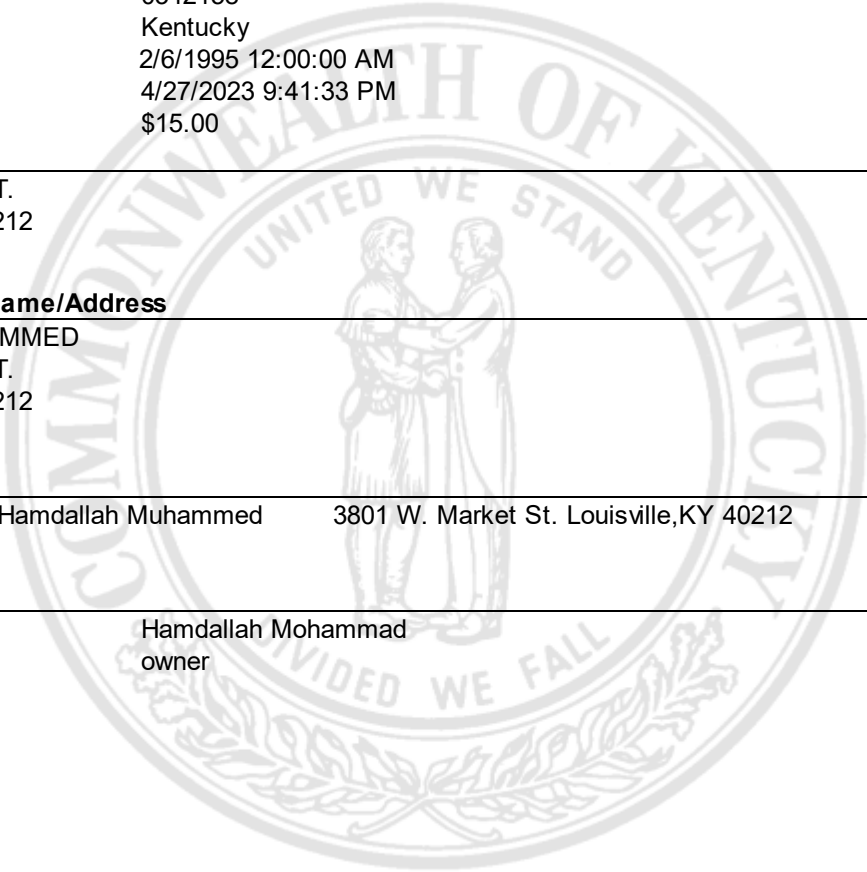 Kentucky
2/6/1995 12:00:00 AM
4/27/2023 9:41:33 PM
$15.00
T.
212
ame/Address
MMED
T.
212
Hamdallah Muhammed 3801 W. Market St. Louisville,KY 40212
Hamdallah Mohammad
owner
COMMONWEALTH OF KENTUCKY
UNITED WE STAND
DIVIDED WE FALL